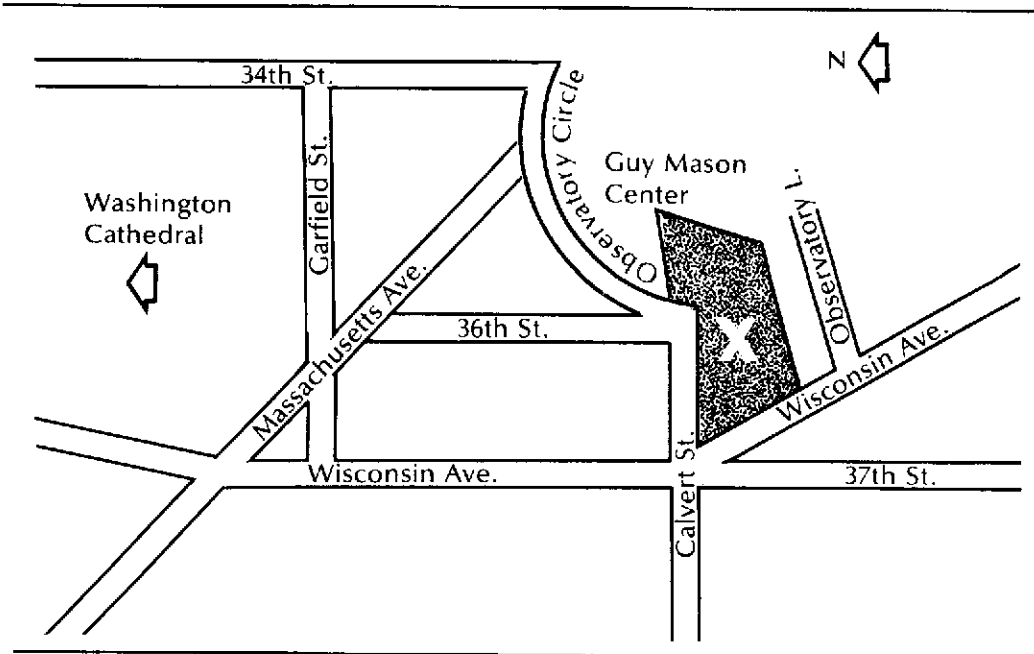 34th St.
N
Observatory Circle
Guy Mason
Center
Observatory L.
Washington
Cathedral
Garfield St.
Massachusetts Ave.
36th St.
X
Wisconsin Ave.
Wisconsin Ave.
Calvert St.
37th St.